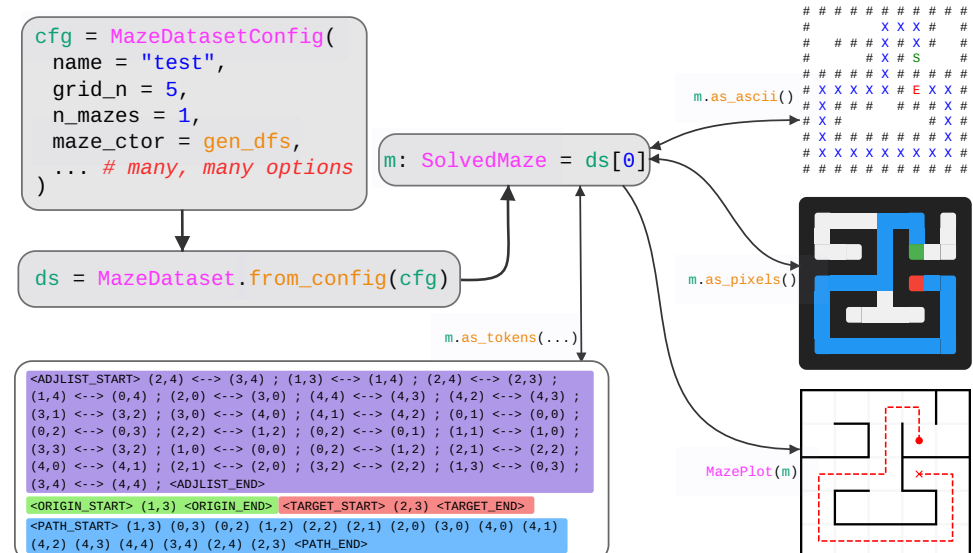 cfg = MazeDatasetConfig(
name = "test",
grid_n = 5,
n_mazes = 1,
maze_ctor = gen_dfs,
... # many, many options
)
ds = MazeDataset.from_config(cfg)
m: SolvedMaze = ds[0]
m.as_ascii()
# # # # # # # # # # #
#         X X X #     #
#   # # # X # X #   #
#       # X # S     #
# # # # # X # # # # #
# X X X X X # E X X #
# X # # #   # # # X #
# X #           # X #
# X # # # # # # # X #
# X X X X X X X X X #
# # # # # # # # # # #
m.as_pixels()
m.as_tokens(...)
<ADJLIST_START> (2,4) <--> (3,4) ; (1,3) <--> (1,4) ; (2,4) <--> (2,3) ;
(1,4) <--> (0,4) ; (2,0) <--> (3,0) ; (4,4) <--> (4,3) ; (4,2) <--> (4,3) ;
(3,1) <--> (3,2) ; (3,0) <--> (4,0) ; (4,1) <--> (4,2) ; (0,1) <--> (0,0) ;
(0,2) <--> (0,3) ; (2,2) <--> (1,2) ; (0,2) <--> (0,1) ; (1,1) <--> (1,0) ;
(3,3) <--> (3,2) ; (1,0) <--> (0,0) ; (0,2) <--> (1,2) ; (2,1) <--> (2,2) ;
(4,0) <--> (4,1) ; (2,1) <--> (2,0) ; (3,2) <--> (2,2) ; (1,3) <--> (0,3) ;
(3,4) <--> (4,4) ; <ADJLIST_END>
<ORIGIN_START> (1,3) <ORIGIN_END> <TARGET_START> (2,3) <TARGET_END>
<PATH_START> (1,3) (0,3) (0,2) (1,2) (2,2) (2,1) (2,0) (3,0) (4,0) (4,1)
(4,2) (4,3) (4,4) (3,4) (2,4) (2,3) <PATH_END>
MazePlot(m)